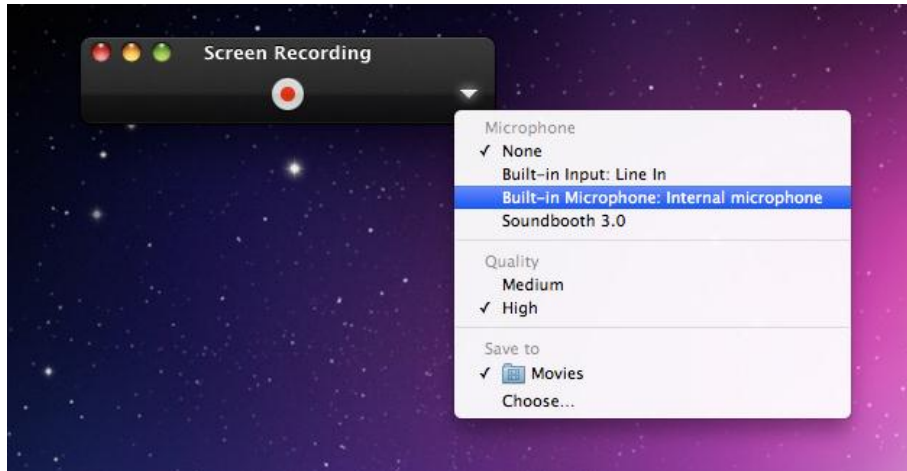 Screen Recording
Microphone
✓ None
Built-in Input: Line In
Built-in Microphone: Internal microphone
Soundbooth 3.0
Quality
Medium
✓ High
Save to
✓ Movies
Choose...